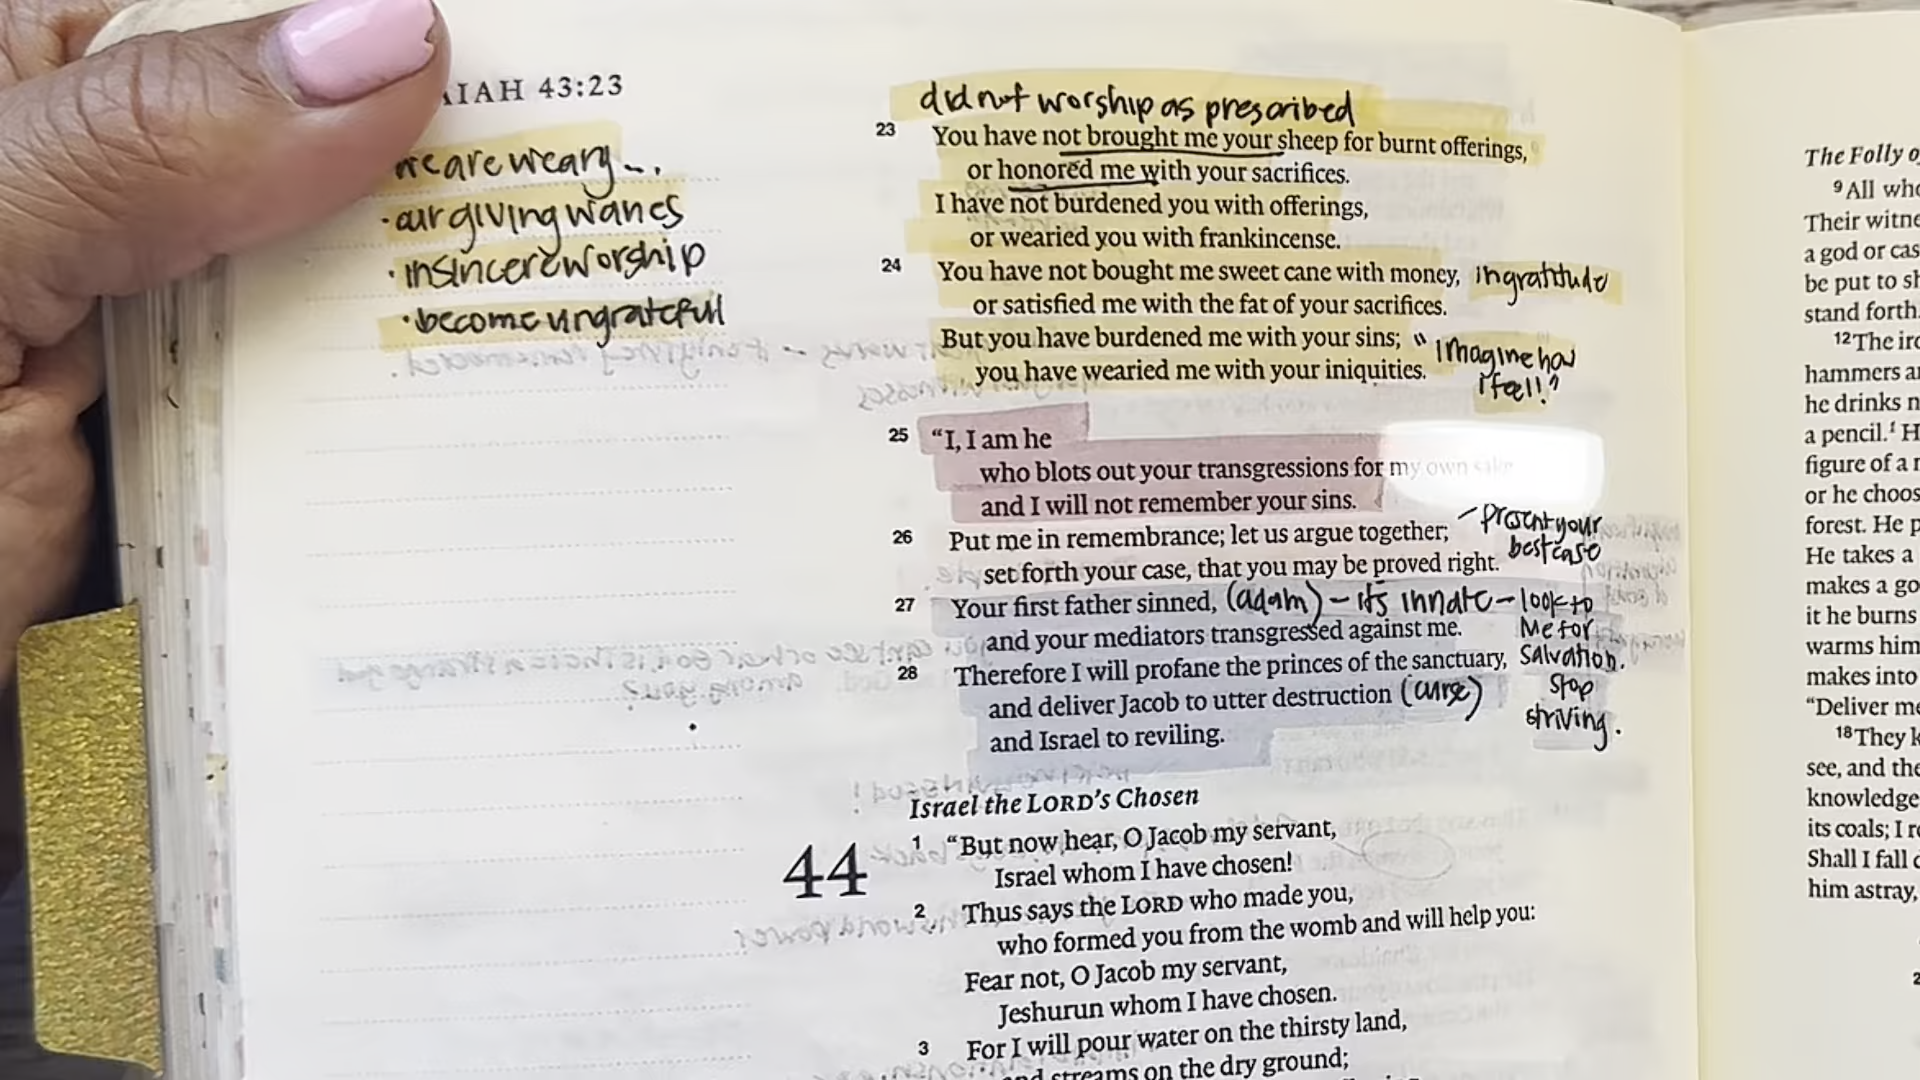 IAH 43:23
we are weary...
· our giving wanes
· insincere worship
· become ungrateful
did not worship as prescribed
23 You have not brought me your sheep for burnt offerings,
or honored me with your sacrifices.
I have not burdened you with offerings,
or wearied you with frankincense.
24 You have not bought me sweet cane with money, ingratitude
or satisfied me with the fat of your sacrifices.
But you have burdened me with your sins;
you have wearied me with your iniquities.
"Imagine how
I feel!"
25 “I, I am he
who blots out your transgressions for my own
and I will not remember your sins.
26 Put me in remembrance; let us argue together;
set forth your case, that you may be proved right.
– present your
best case
27 Your first father sinned, (adam) – its innate – look to
and your mediators transgressed against me. Me for
28 Therefore I will profane the princes of the sanctuary, Salvation.
and deliver Jacob to utter destruction (curse) Stop
and Israel to reviling. striving.
Israel the LORD's Chosen
44
1 “But now hear, O Jacob my servant,
Israel whom I have chosen!
2 Thus says the LORD who made you,
who formed you from the womb and will help you:
Fear not, O Jacob my servant,
Jeshurun whom I have chosen.
3 For I will pour water on the thirsty land,
and streams on the dry ground;
The Folly o
9 All who
Their witne
a god or cas
be put to sh
stand forth.
12 The iro
hammers an
he drinks n
a pencil.f H
figure of a m
or he choos
forest. He p
He takes a
makes a go
it he burns
warms him
makes into
“Deliver me
18 They k
see, and the
knowledge
its coals; I ro
Shall I fall d
him astray,
2